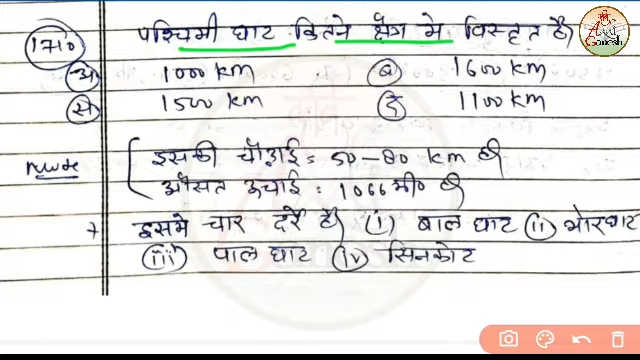 1710 पश्चिमी घाट कितने क्षेत्र मे विस्तृत है।
अ 1000 km ब 1600 km
स 1500 km द 1100 km
Note इसकी चौड़ाई = 50-80 km है
औसत ऊचाई = 1066 मी० है
इसमे चार दर्रे है। (i) बाल घाट (ii) भोरघाट
(iii) पाल घाट (iv) सिनकोट